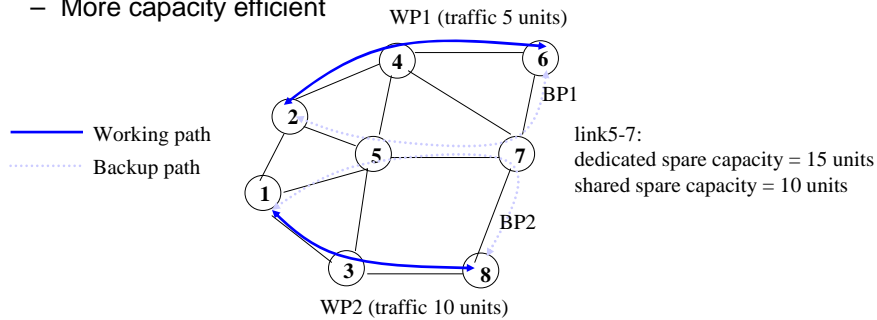 – More capacity efficient
WP1 (traffic 5 units)
4
6
BP1
2
Working path
Backup path
5
7
link5-7:
dedicated spare capacity = 15 units
shared spare capacity = 10 units
1
BP2
3
8
WP2 (traffic 10 units)